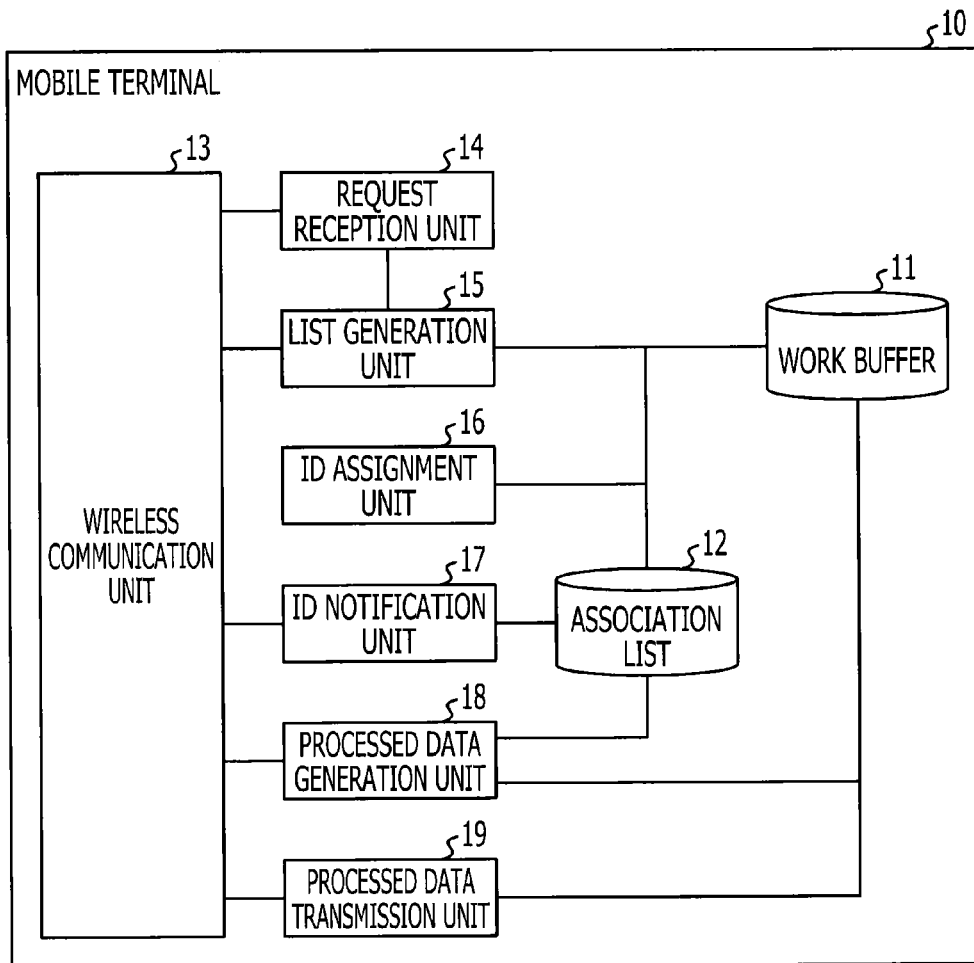 10
MOBILE TERMINAL
13
14
REQUEST
RECEPTION UNIT
15
LIST GENERATION
UNIT
11
WORK BUFFER
16
ID ASSIGNMENT
UNIT
WIRELESS
COMMUNICATION
UNIT
17
ID NOTIFICATION
UNIT
12
ASSOCIATION
LIST
18
PROCESSED DATA
GENERATION UNIT
19
PROCESSED DATA
TRANSMISSION UNIT